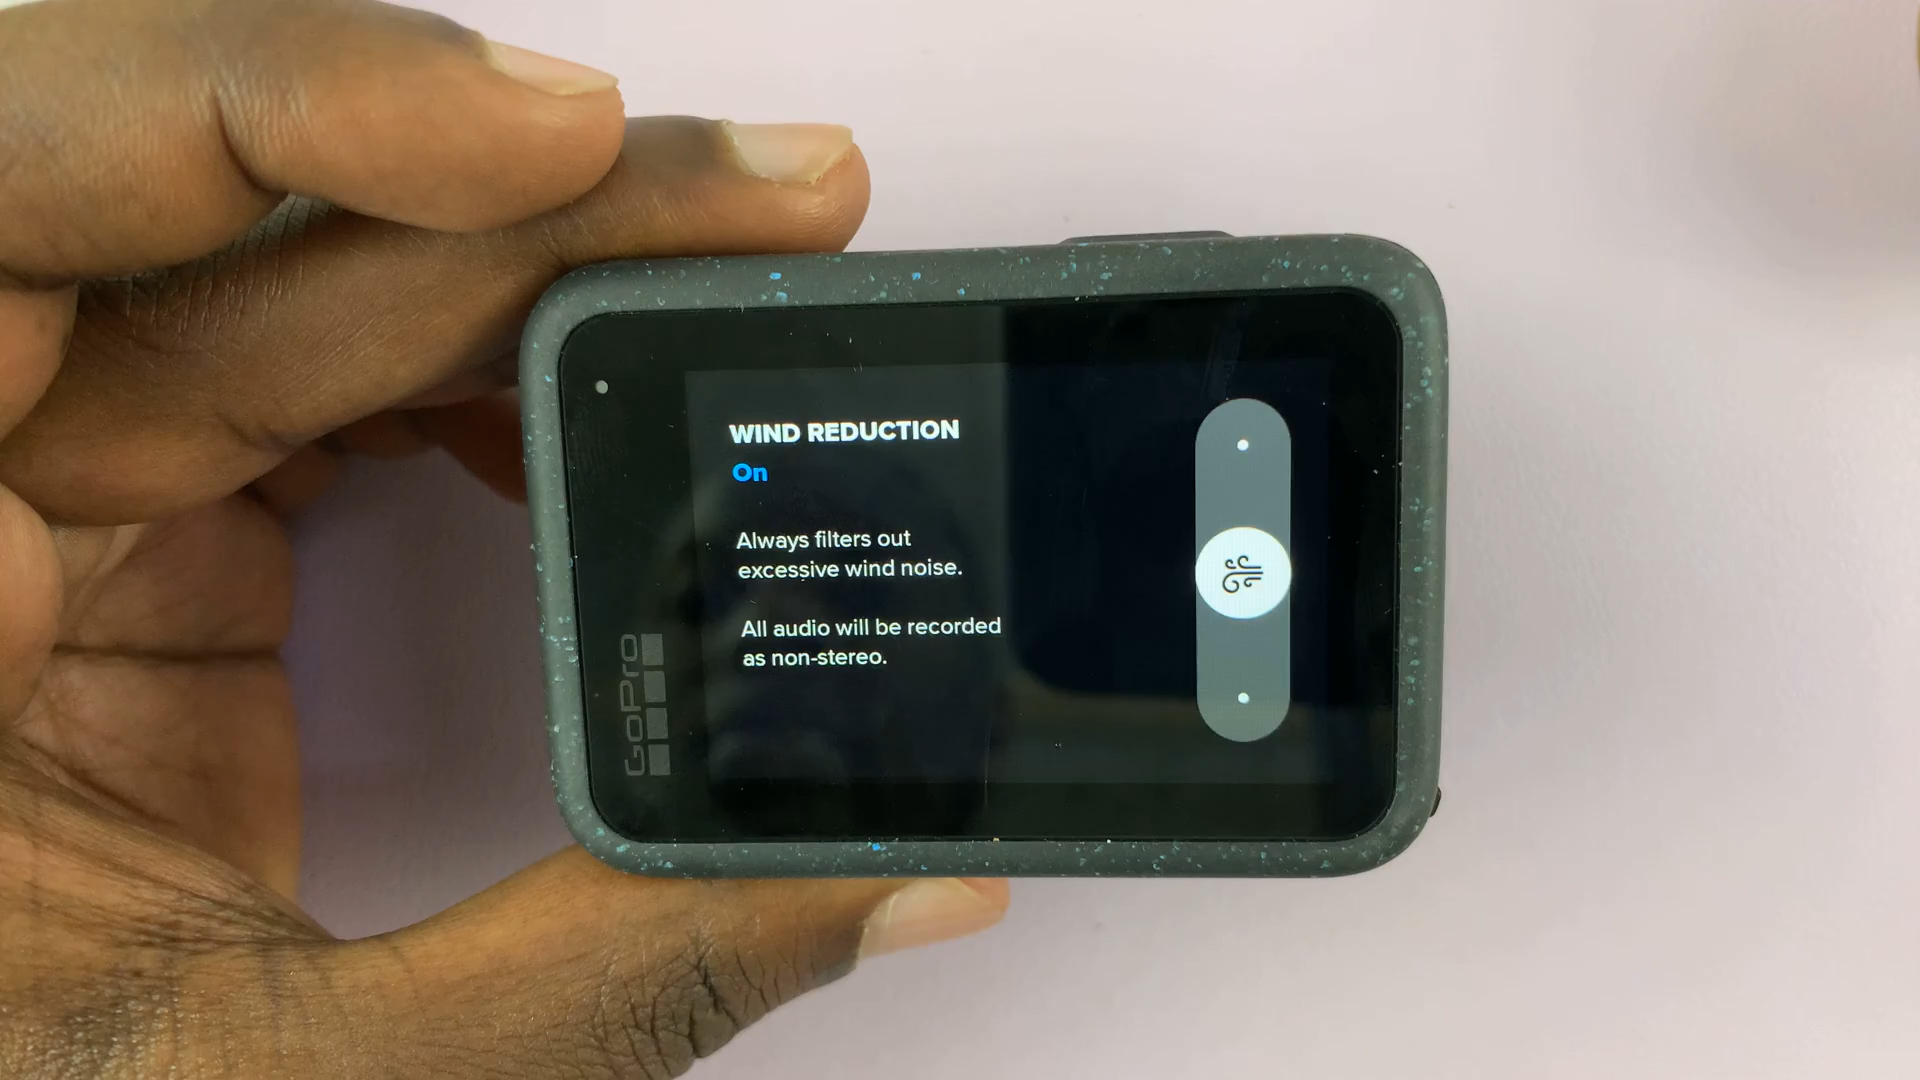 WIND REDUCTION
On
Always filters out
excessive wind noise.
All audio will be recorded
as non-stereo.
GoPro